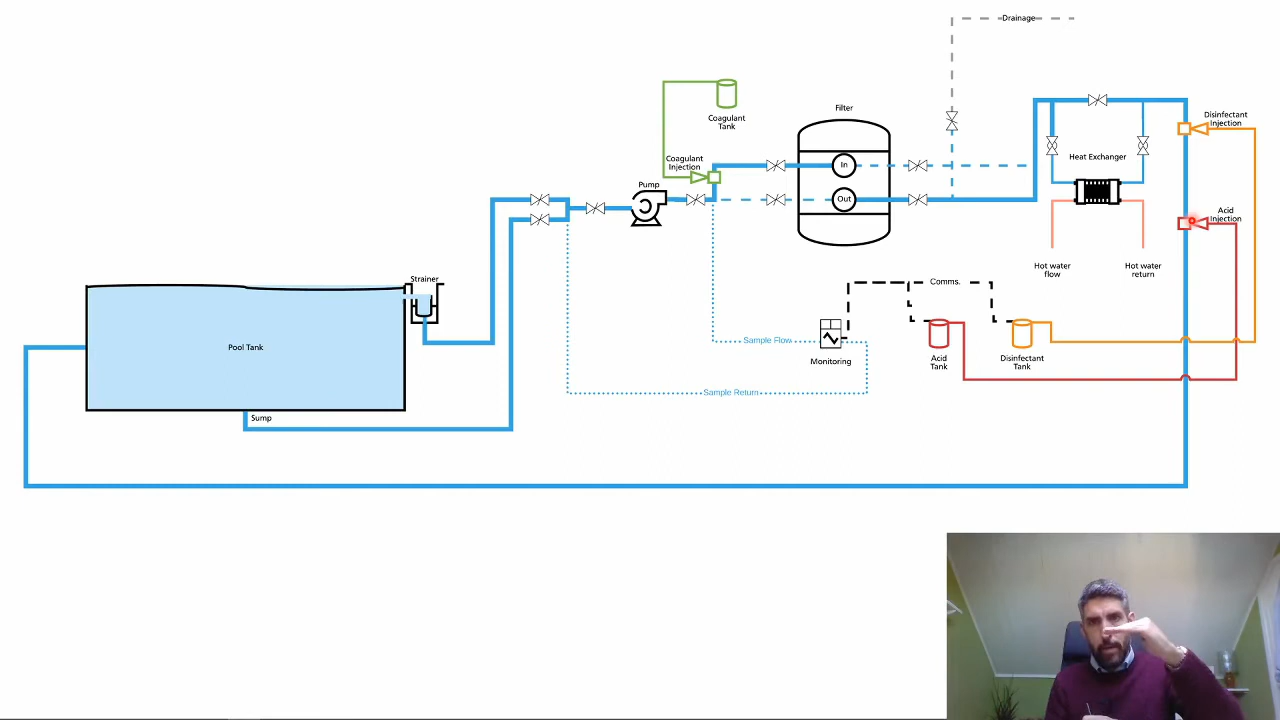 Drainage
Disinfectant
Injection
Coagulant
Tank
Filter
Coagulant
Injection
In
Heat Exchanger
Pump
Out
Acid
Injection
Hot water
flow
Hot water
return
Strainer
Comms.
Sample Flow
Pool Tank
Monitoring
Acid
Tank
Disinfectant
Tank
Sample Return
Sump